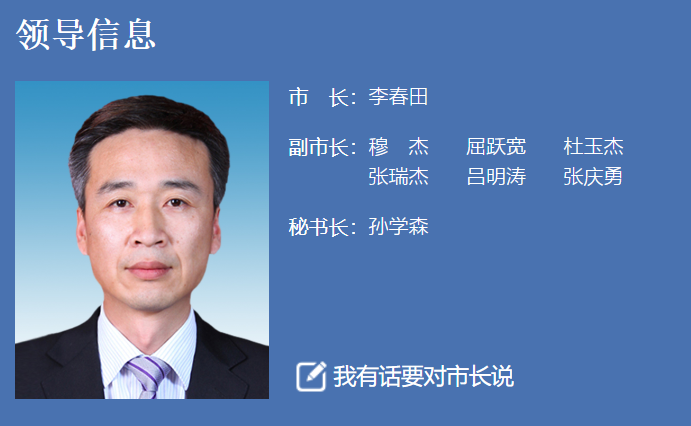 领导信息
市　长：李春田
副市长：穆　杰　屈跃宽　杜玉杰
张瑞杰　吕明涛　张庆勇
秘书长：孙学森
我有话要对市长说